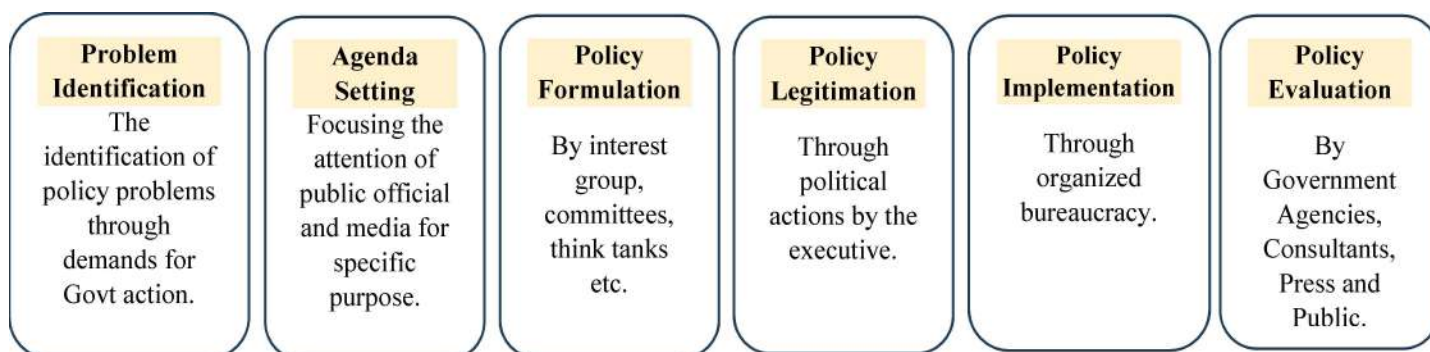 Problem
Identification
The
identification of
policy problems
through
demands for
Govt action.
Agenda
Setting
Focusing the
attention of
public official
and media for
specific
purpose.
Policy
Formulation
By interest
group,
committees,
think tanks
etc.
Policy
Legitimation
Through
political
actions by the
executive.
Policy
Implementation
Through
organized
bureaucracy.
Policy
Evaluation
By
Government
Agencies,
Consultants,
Press and
Public.